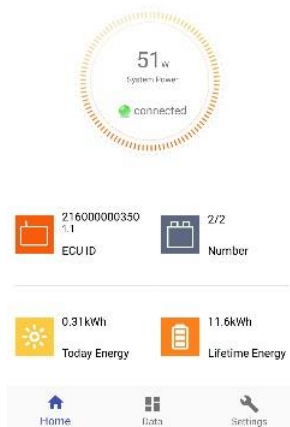 51w
System Power
connected
216000000350
1.1
ECU ID
2/2
Number
0.31kWh
Today Energy
11.6kWh
Lifetime Energy
Home
Data
Settings